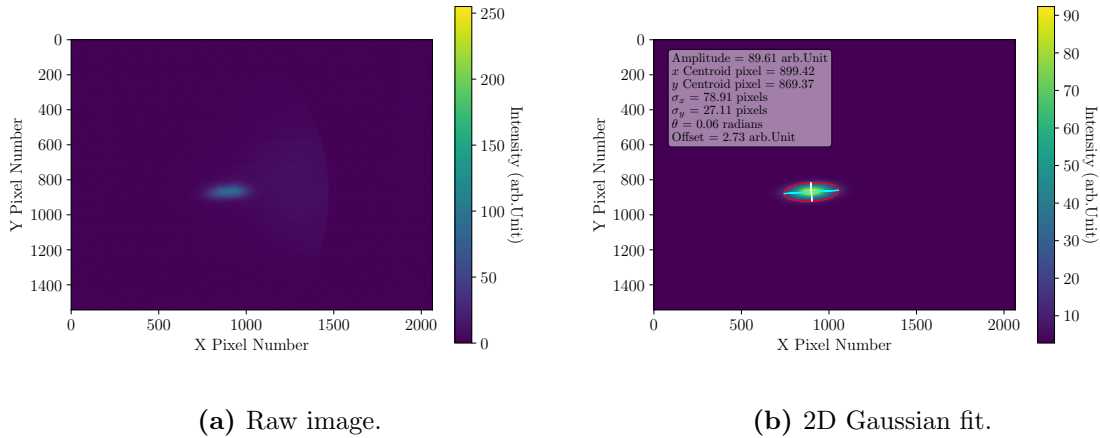 0
200
400
600
800
1000
1200
1400
Y Pixel Number
0 500 1000 1500 2000
X Pixel Number
250
200
150
100
50
0
Intensity (arb.Unit)
(a) Raw image.
0
200
400
600
800
1000
1200
1400
Y Pixel Number
Amplitude = 89.61 arb.Unit
x Centroid pixel = 899.42
y Centroid pixel = 869.37
σx = 78.91 pixels
σy = 27.11 pixels
θ = 0.06 radians
Offset = 2.73 arb.Unit
0 500 1000 1500 2000
X Pixel Number
90
80
70
60
50
40
30
20
10
Intensity (arb.Unit)
(b) 2D Gaussian fit.